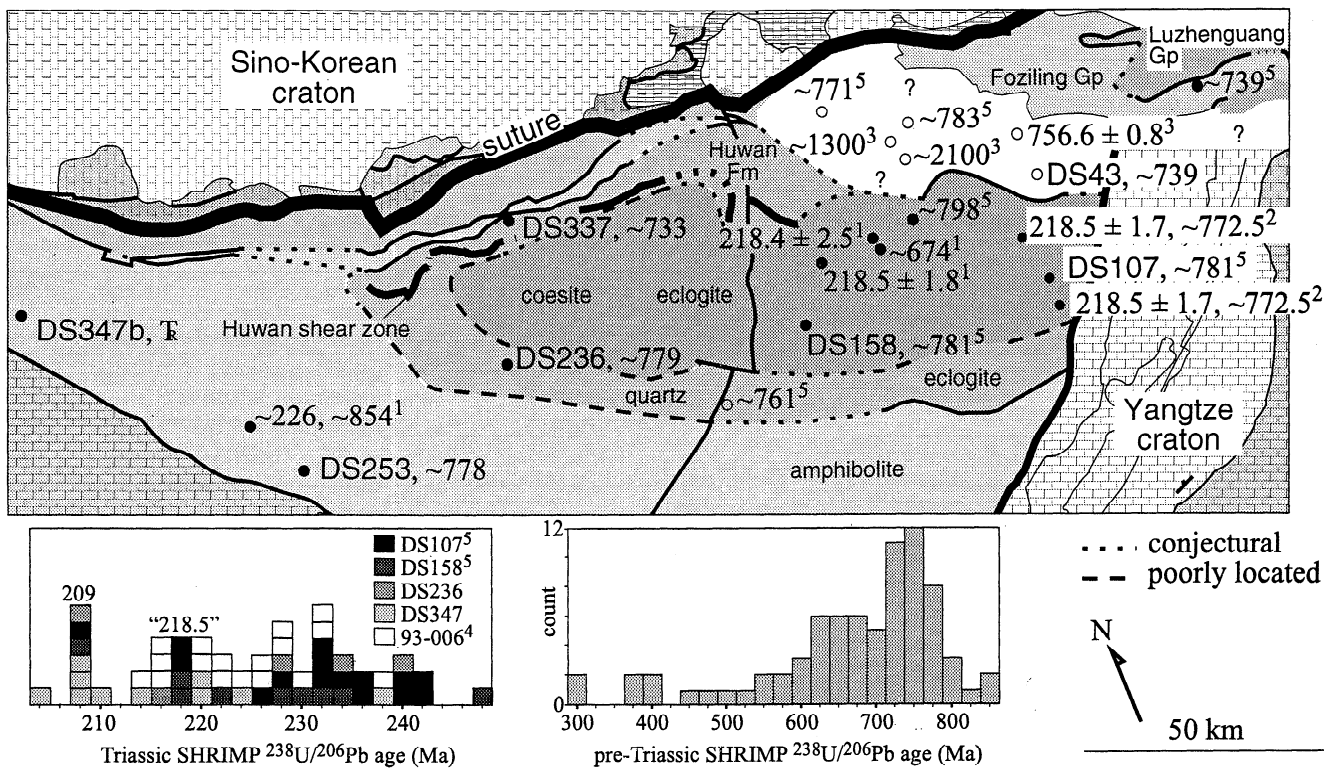 Sino-Korean
craton
suture
Luzhenguang
Gp
Foziling Gp
~739⁵
~771⁵
?
~783⁵
~1300³
~2100³
756.6 ± 0.8³
?
?
DS43, ~739
Huwan
Fm
~798⁵
DS337, ~733
218.4 ± 2.5¹
~674¹
218.5 ± 1.7, ~772.5²
218.5 ± 1.8¹
DS107, ~781⁵
coesite eclogite
218.5 ± 1.7, ~772.5²
DS347b, Ꞇ
Huwan shear zone
DS236, ~779
DS158, ~781⁵
eclogite
quartz
~761⁵
~226, ~854¹
Yangtze
craton
DS253, ~778
amphibolite
DS107⁵
DS158⁵
DS236
DS347
93-006⁴
209
“218.5”
210 220 230 240
Triassic SHRIMP ²³⁸U/²⁰⁶Pb age (Ma)
12
count
0
300 400 500 600 700 800
pre-Triassic SHRIMP ²³⁸U/²⁰⁶Pb age (Ma)
conjectural
poorly located
N
50 km